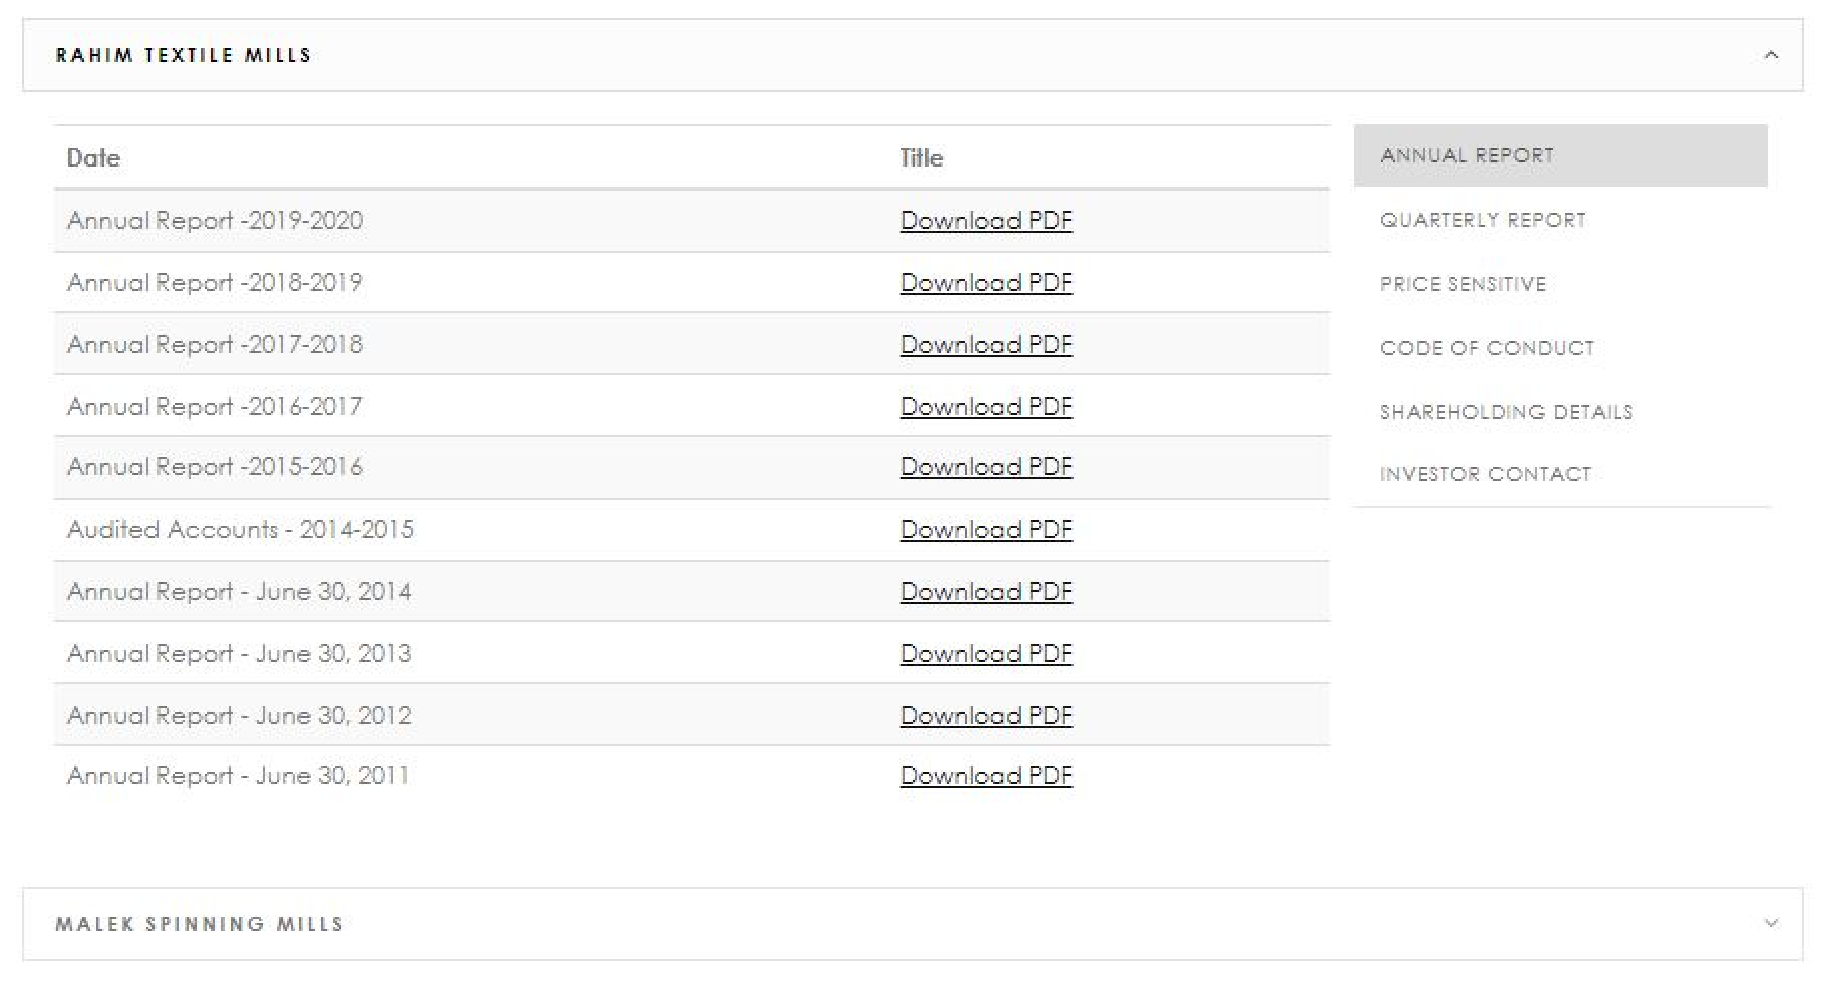 RAHIM TEXTILE MILLS
Date Title
Annual Report -2019-2020 Download PDF
Annual Report -2018-2019 Download PDF
Annual Report -2017-2018 Download PDF
Annual Report -2016-2017 Download PDF
Annual Report -2015-2016 Download PDF
Audited Accounts - 2014-2015 Download PDF
Annual Report - June 30, 2014 Download PDF
Annual Report - June 30, 2013 Download PDF
Annual Report - June 30, 2012 Download PDF
Annual Report - June 30, 2011 Download PDF
ANNUAL REPORT
QUARTERLY REPORT
PRICE SENSITIVE
CODE OF CONDUCT
SHAREHOLDING DETAILS
INVESTOR CONTACT
MALEK SPINNING MILLS